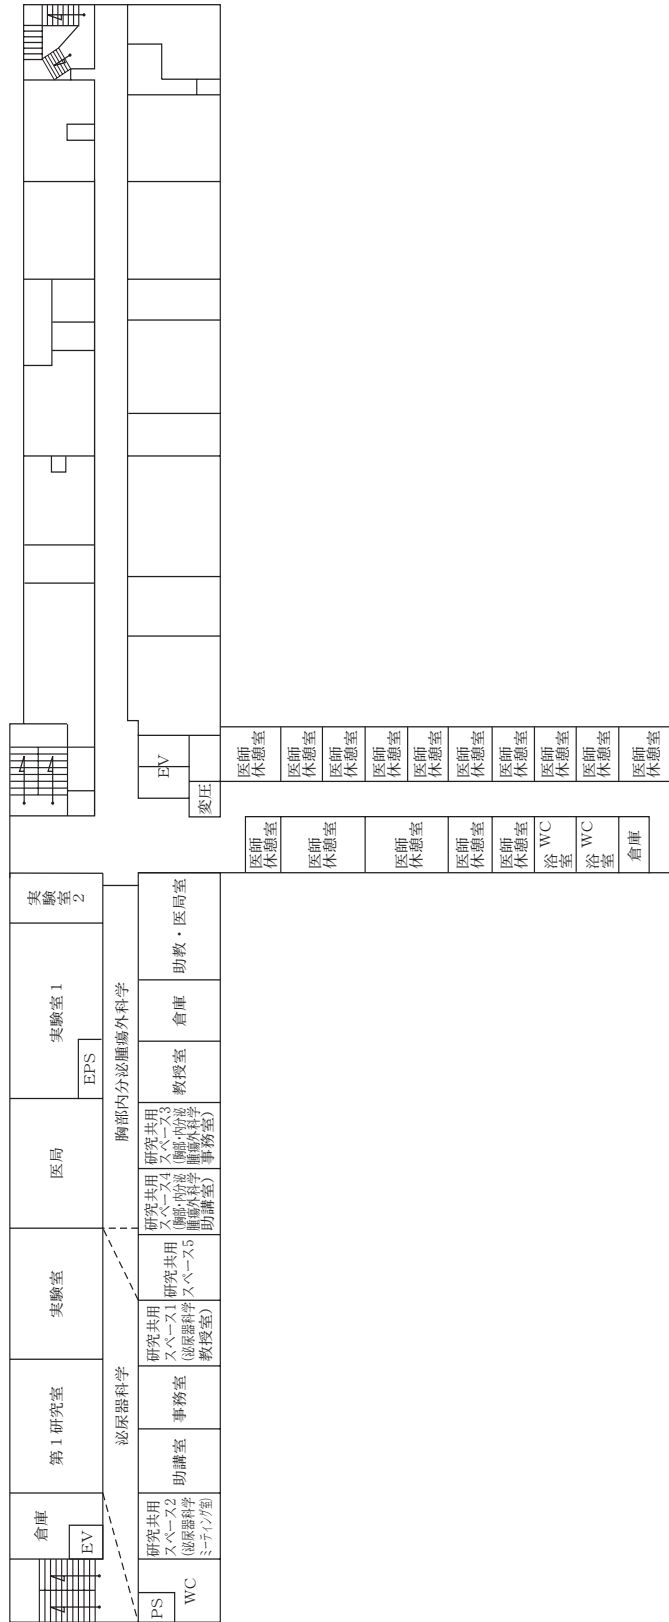 EV
変圧
医師
休憩室
医師
休憩室
医師
休憩室
医師
休憩室
医師
休憩室
医師
休憩室
医師
休憩室
医師
休憩室
医師
休憩室
医師
休憩室
医師
休憩室
医師
休憩室
医師
休憩室
医師
休憩室
WC
浴室
WC
浴室
倉庫
実験室2
実験室1
EPS
医局
実験室
第1研究室
倉庫
EV
胸部内分泌腫瘍外科学
泌尿器科学
助教・医局室
倉庫
教授室
研究共用
スペース3
(胸部・内分泌
腫瘍外科学
事務室)
研究共用
スペース4
(胸部・内分泌
腫瘍外科学
助講室)
研究共用
スペース5
研究共用
スペース1
(泌尿器科学
教授室)
事務室
助講室
研究共用
スペース2
(泌尿器科学
ミーティング室)
PS
WC